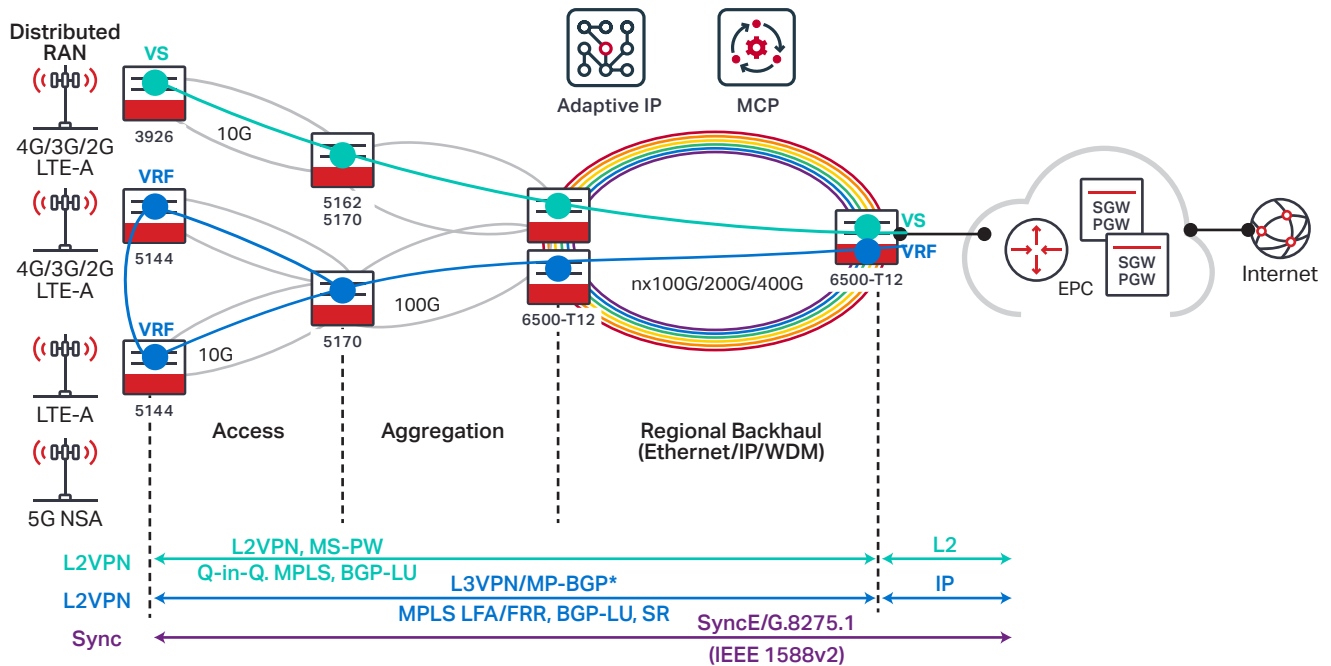 Distributed
RAN
VS
3926
4G/3G/2G
LTE-A
10G
5162
5170
Adaptive IP
MCP
VRF
5144
4G/3G/2G
LTE-A
VRF
5144
LTE-A
10G
5170
100G
6500-T12
nx100G/200G/400G
VS
VRF
6500-T12
SGW
PGW
SGW
PGW
EPC
Internet
5G NSA
Access
Aggregation
Regional Backhaul
(Ethernet/IP/WDM)
L2VPN
L2VPN, MS-PW
Q-in-Q. MPLS, BGP-LU
L2
L2VPN
L3VPN/MP-BGP*
MPLS LFA/FRR, BGP-LU, SR
IP
Sync
SyncE/G.8275.1
(IEEE 1588v2)